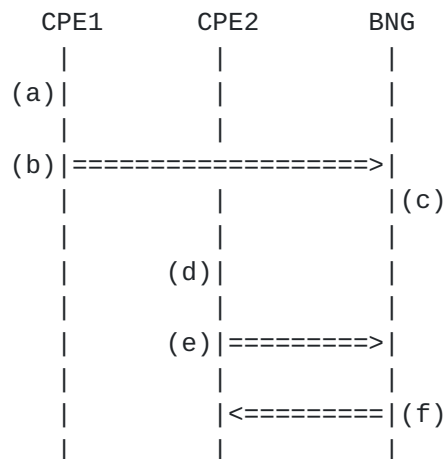 CPE1 CPE2 BNG
| | |
(a)| | |
| | |
(b)|===================>|
| | |(c)
| | |
| (d)| |
| | |
| (e)|=========>|
| | |
| |<=========|(f)
| | |